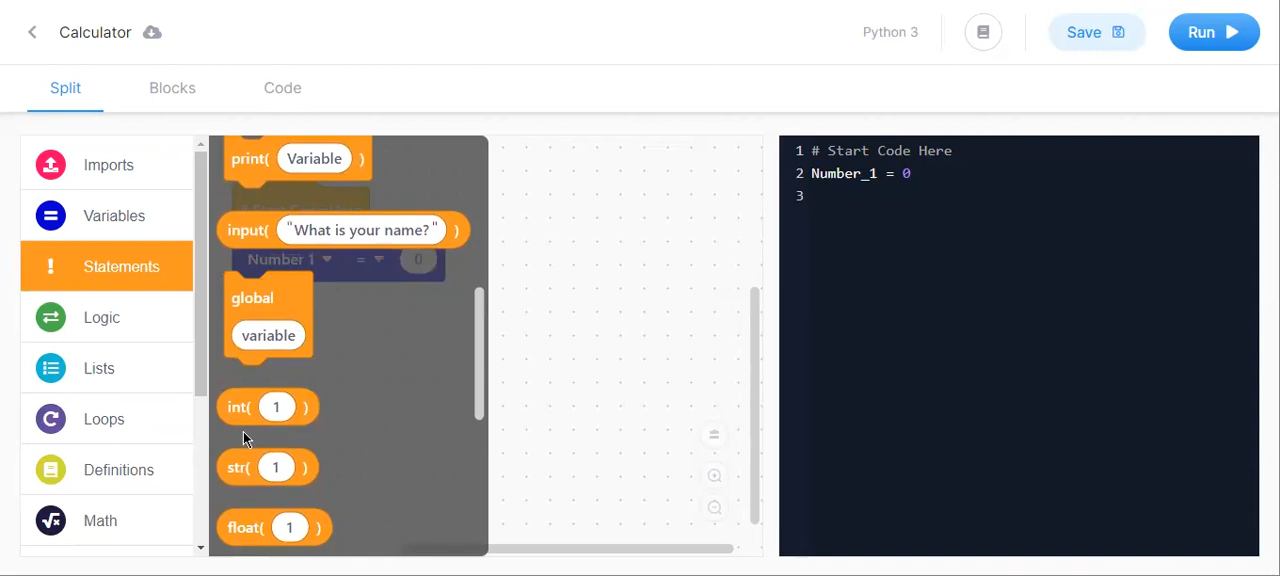 Calculator
Python 3
Save
Run
Split
Blocks
Code
Imports
Variables
Statements
Logic
Lists
Loops
Definitions
Math
print( Variable )
input( "What is your name?" )
Number 1 = 0
global
variable
int( 1 )
str( 1 )
float( 1 )
1 # Start Code Here
2 Number_1 = 0
3